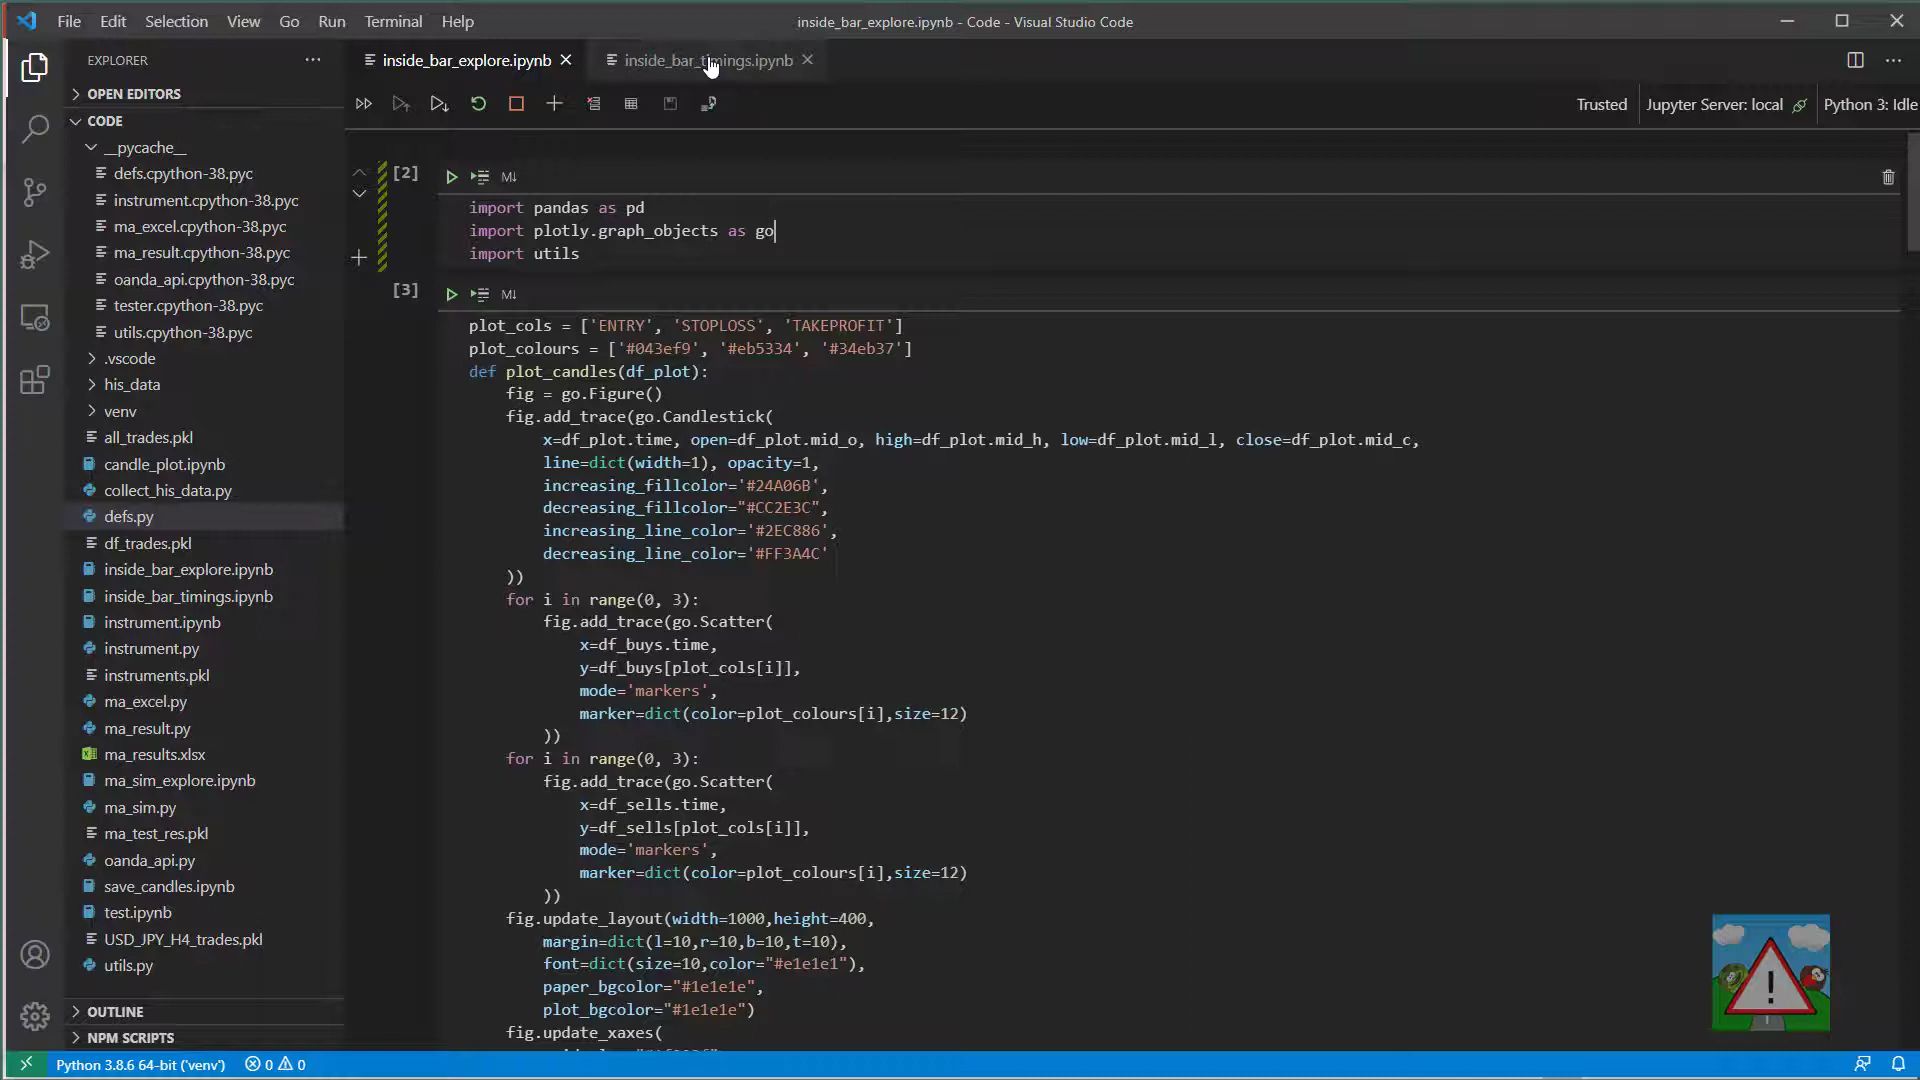 File Edit Selection View Go Run Terminal Help
inside_bar_explore.ipynb - Code - Visual Studio Code
EXPLORER
inside_bar_explore.ipynb
inside_bar_timings.ipynb
OPEN EDITORS
CODE
__pycache__
defs.cpython-38.pyc
instrument.cpython-38.pyc
ma_excel.cpython-38.pyc
ma_result.cpython-38.pyc
oanda_api.cpython-38.pyc
tester.cpython-38.pyc
utils.cpython-38.pyc
.vscode
his_data
venv
all_trades.pkl
candle_plot.ipynb
collect_his_data.py
defs.py
df_trades.pkl
inside_bar_explore.ipynb
inside_bar_timings.ipynb
instrument.ipynb
instrument.py
instruments.pkl
ma_excel.py
ma_result.py
ma_results.xlsx
ma_sim_explore.ipynb
ma_sim.py
ma_test_res.pkl
oanda_api.py
save_candles.ipynb
test.ipynb
USD_JPY_H4_trades.pkl
utils.py
OUTLINE
NPM SCRIPTS
Trusted
Jupyter Server: local
Python 3: Idle
[2]
M↓
import pandas as pd
import plotly.graph_objects as go
import utils
[3]
M↓
plot_cols = ['ENTRY', 'STOPLOSS', 'TAKEPROFIT']
plot_colours = ['#043ef9', '#eb5334', '#34eb37']
def plot_candles(df_plot):
fig = go.Figure()
fig.add_trace(go.Candlestick(
x=df_plot.time, open=df_plot.mid_o, high=df_plot.mid_h, low=df_plot.mid_l, close=df_plot.mid_c,
line=dict(width=1), opacity=1,
increasing_fillcolor='#24A06B',
decreasing_fillcolor="#CC2E3C",
increasing_line_color='#2EC886',
decreasing_line_color='#FF3A4C'
))
for i in range(0, 3):
fig.add_trace(go.Scatter(
x=df_buys.time,
y=df_buys[plot_cols[i]],
mode='markers',
marker=dict(color=plot_colours[i],size=12)
))
for i in range(0, 3):
fig.add_trace(go.Scatter(
x=df_sells.time,
y=df_sells[plot_cols[i]],
mode='markers',
marker=dict(color=plot_colours[i],size=12)
))
fig.update_layout(width=1000,height=400,
margin=dict(l=10,r=10,b=10,t=10),
font=dict(size=10,color="#e1e1e1"),
paper_bgcolor="#1e1e1e",
plot_bgcolor="#1e1e1e")
fig.update_xaxes(
Python 3.8.6 64-bit ('venv')
0 0